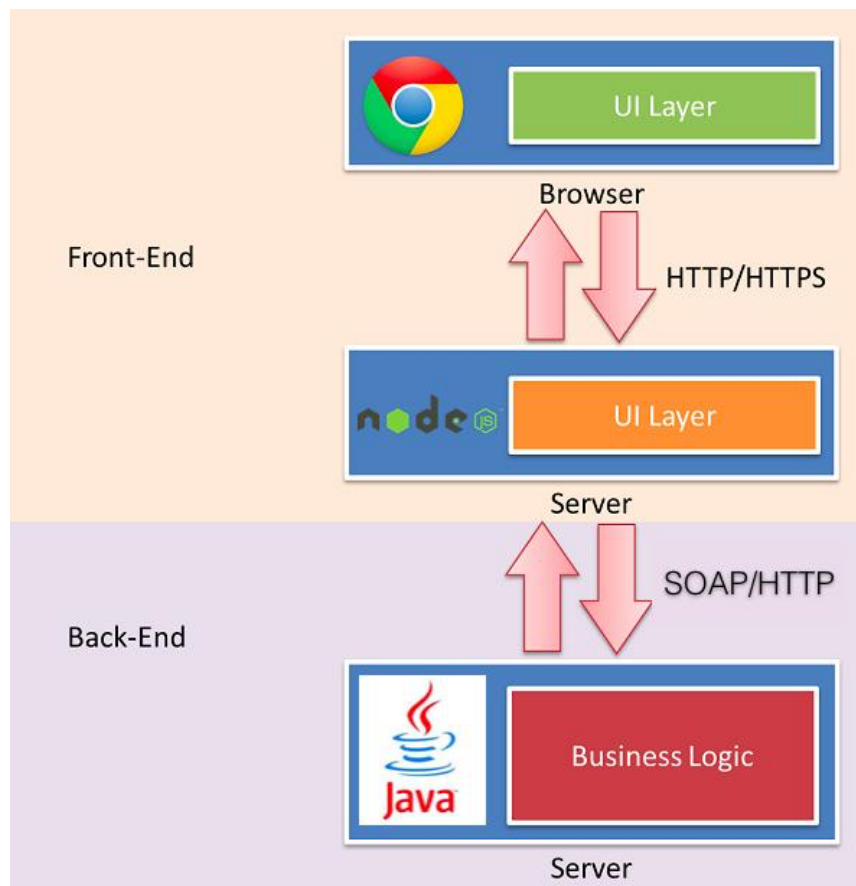 UI Layer
Browser
Front-End
HTTP/HTTPS
node
JS
UI Layer
Server
SOAP/HTTP
Back-End
Business Logic
Java
Server